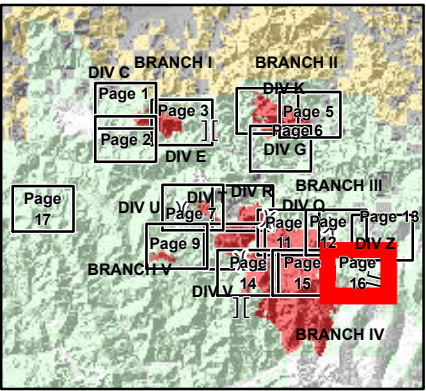 BRANCH I
BRANCH II
DIV C
DIV K
Page 1
Page 3
Page 5
Page 6
Page 2
DIV G
DIV E
BRANCH III
DIV R
Page
17
DIV U
Page 7
DIV O
Page 13
Page
11
Page
12
DIV Z
Page 9
BRANCH V
Page
14
Page
15
Page
16
DIV V
BRANCH IV